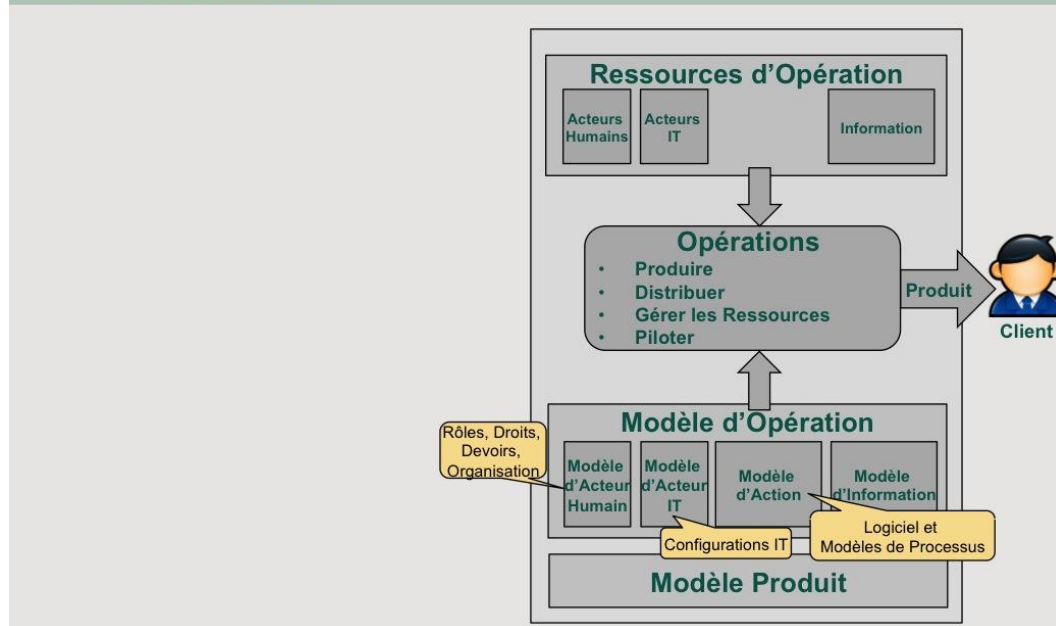 Ressources d’Opération
Acteurs
Humains
Acteurs
IT
Information
Opérations
• Produire
• Distribuer
• Gérer les Ressources
• Piloter
Produit
Client
Modèle d’Opération
Rôles, Droits,
Devoirs,
Organisation
Modèle
d’Acteur
Humain
Modèle
d’Acteur
IT
Modèle
d’Action
Modèle
d’Information
Configurations IT
Logiciel et
Modèles de Processus
Modèle Produit